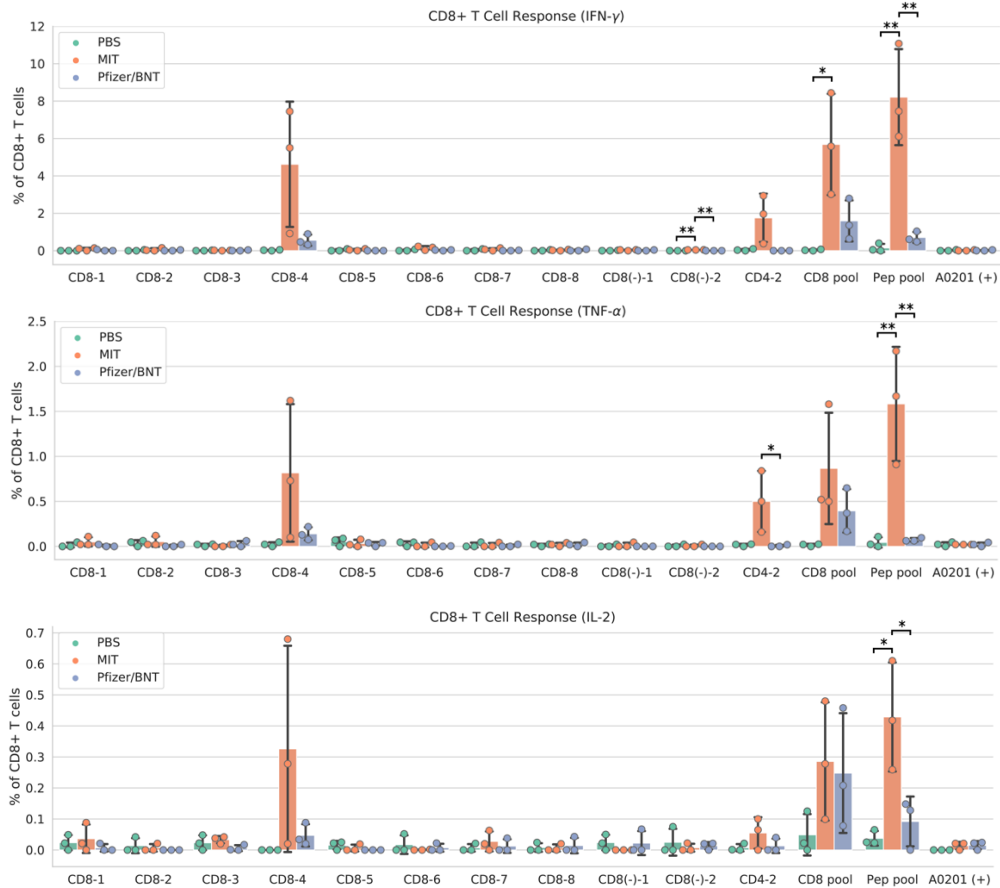 CD8+ T Cell Response (IFN-γ)
** **
12
PBS
MIT
Pfizer/BNT
*
10
8
6
4
2
** **
0
% of CD8+ T cells
CD8-1 CD8-2 CD8-3 CD8-4 CD8-5 CD8-6 CD8-7 CD8-8 CD8(-)-1 CD8(-)-2 CD4-2 CD8 pool Pep pool A0201 (+)
CD8+ T Cell Response (TNF-α)
** **
2.5
PBS
MIT
Pfizer/BNT
2.0
1.5
1.0
*
0.5
0.0
% of CD8+ T cells
CD8-1 CD8-2 CD8-3 CD8-4 CD8-5 CD8-6 CD8-7 CD8-8 CD8(-)-1 CD8(-)-2 CD4-2 CD8 pool Pep pool A0201 (+)
CD8+ T Cell Response (IL-2)
* *
0.7
PBS
MIT
Pfizer/BNT
0.6
0.5
0.4
0.3
0.2
0.1
0.0
% of CD8+ T cells
CD8-1 CD8-2 CD8-3 CD8-4 CD8-5 CD8-6 CD8-7 CD8-8 CD8(-)-1 CD8(-)-2 CD4-2 CD8 pool Pep pool A0201 (+)